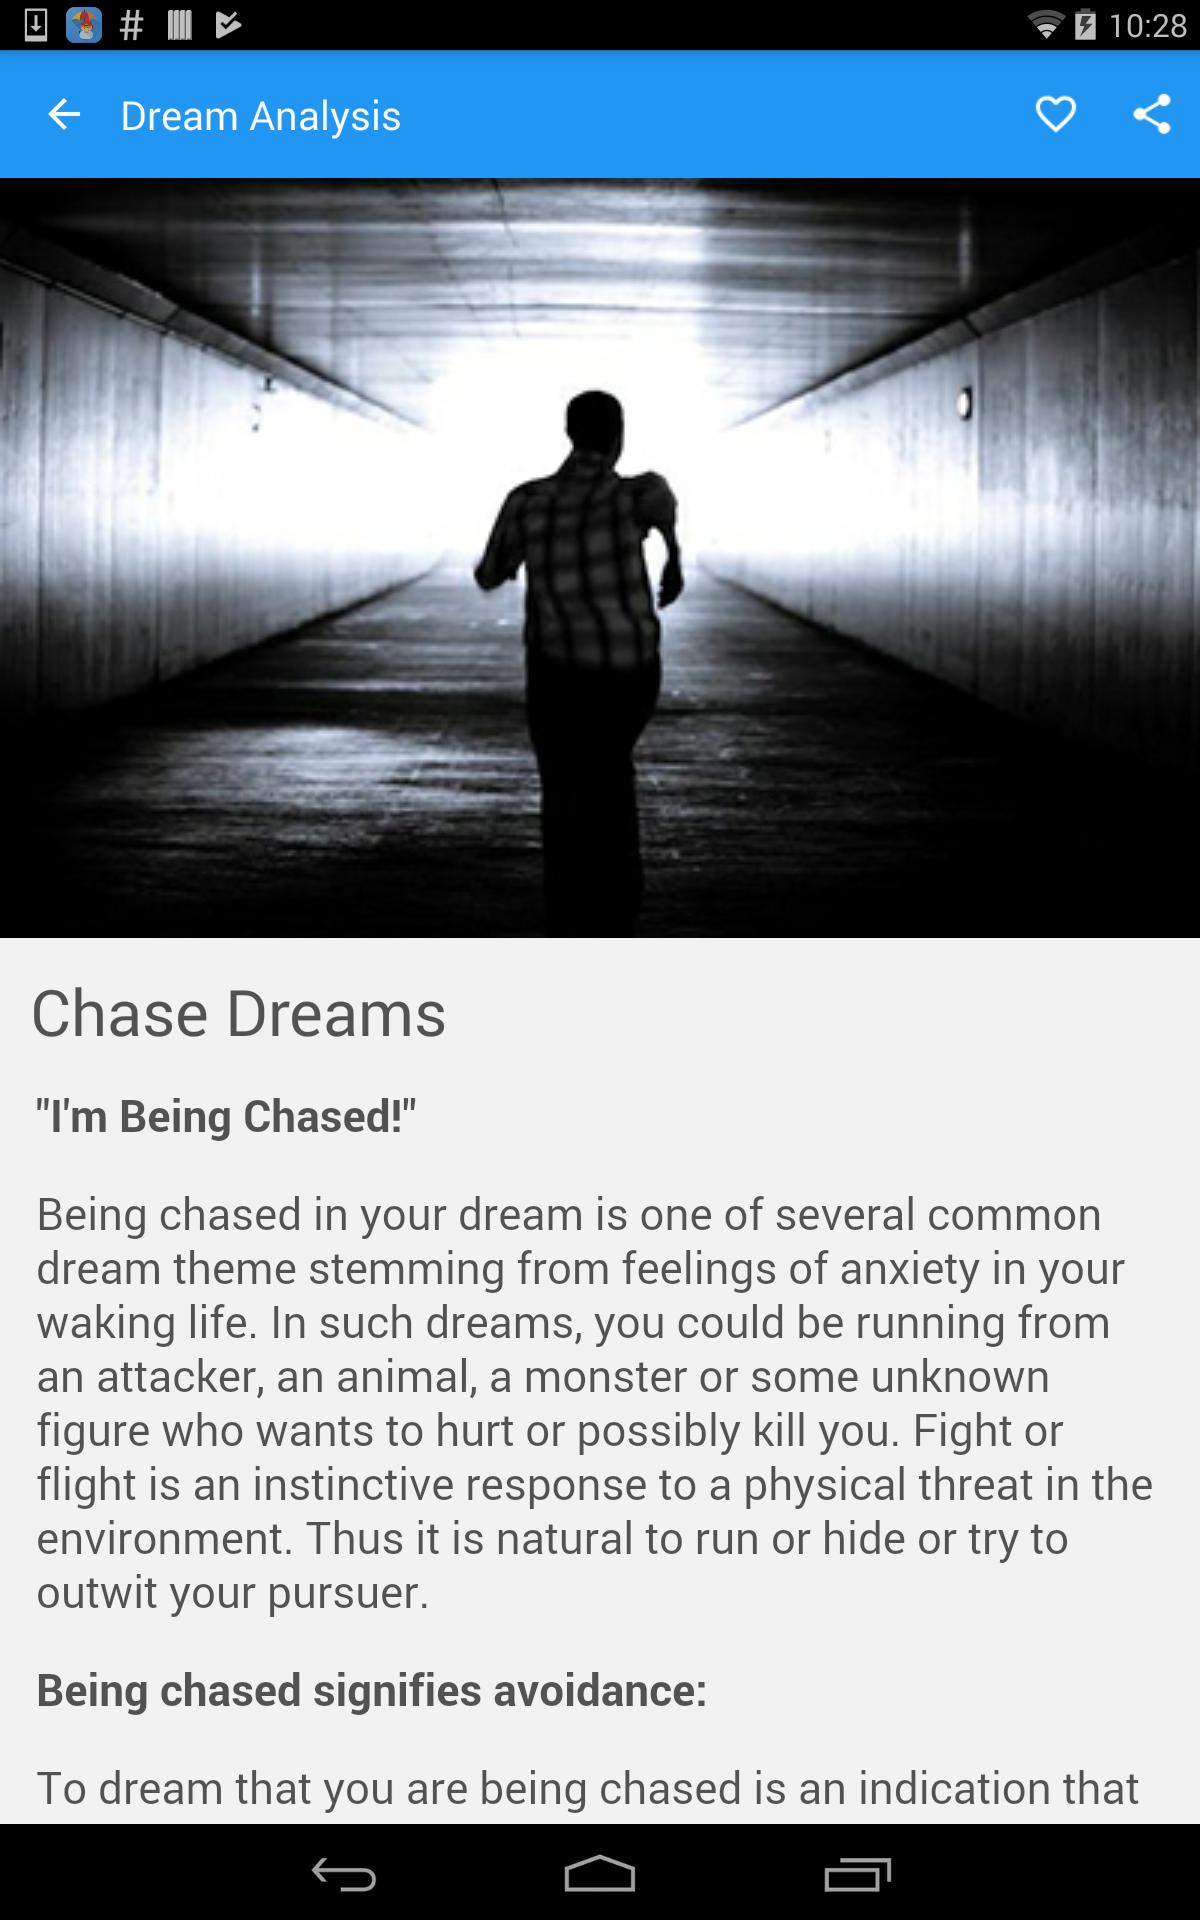 10:28
Dream Analysis
Chase Dreams
"I'm Being Chased!"
Being chased in your dream is one of several common
dream theme stemming from feelings of anxiety in your
waking life. In such dreams, you could be running from
an attacker, an animal, a monster or some unknown
figure who wants to hurt or possibly kill you. Fight or
flight is an instinctive response to a physical threat in the
environment. Thus it is natural to run or hide or try to
outwit your pursuer.
Being chased signifies avoidance:
To dream that you are being chased is an indication that